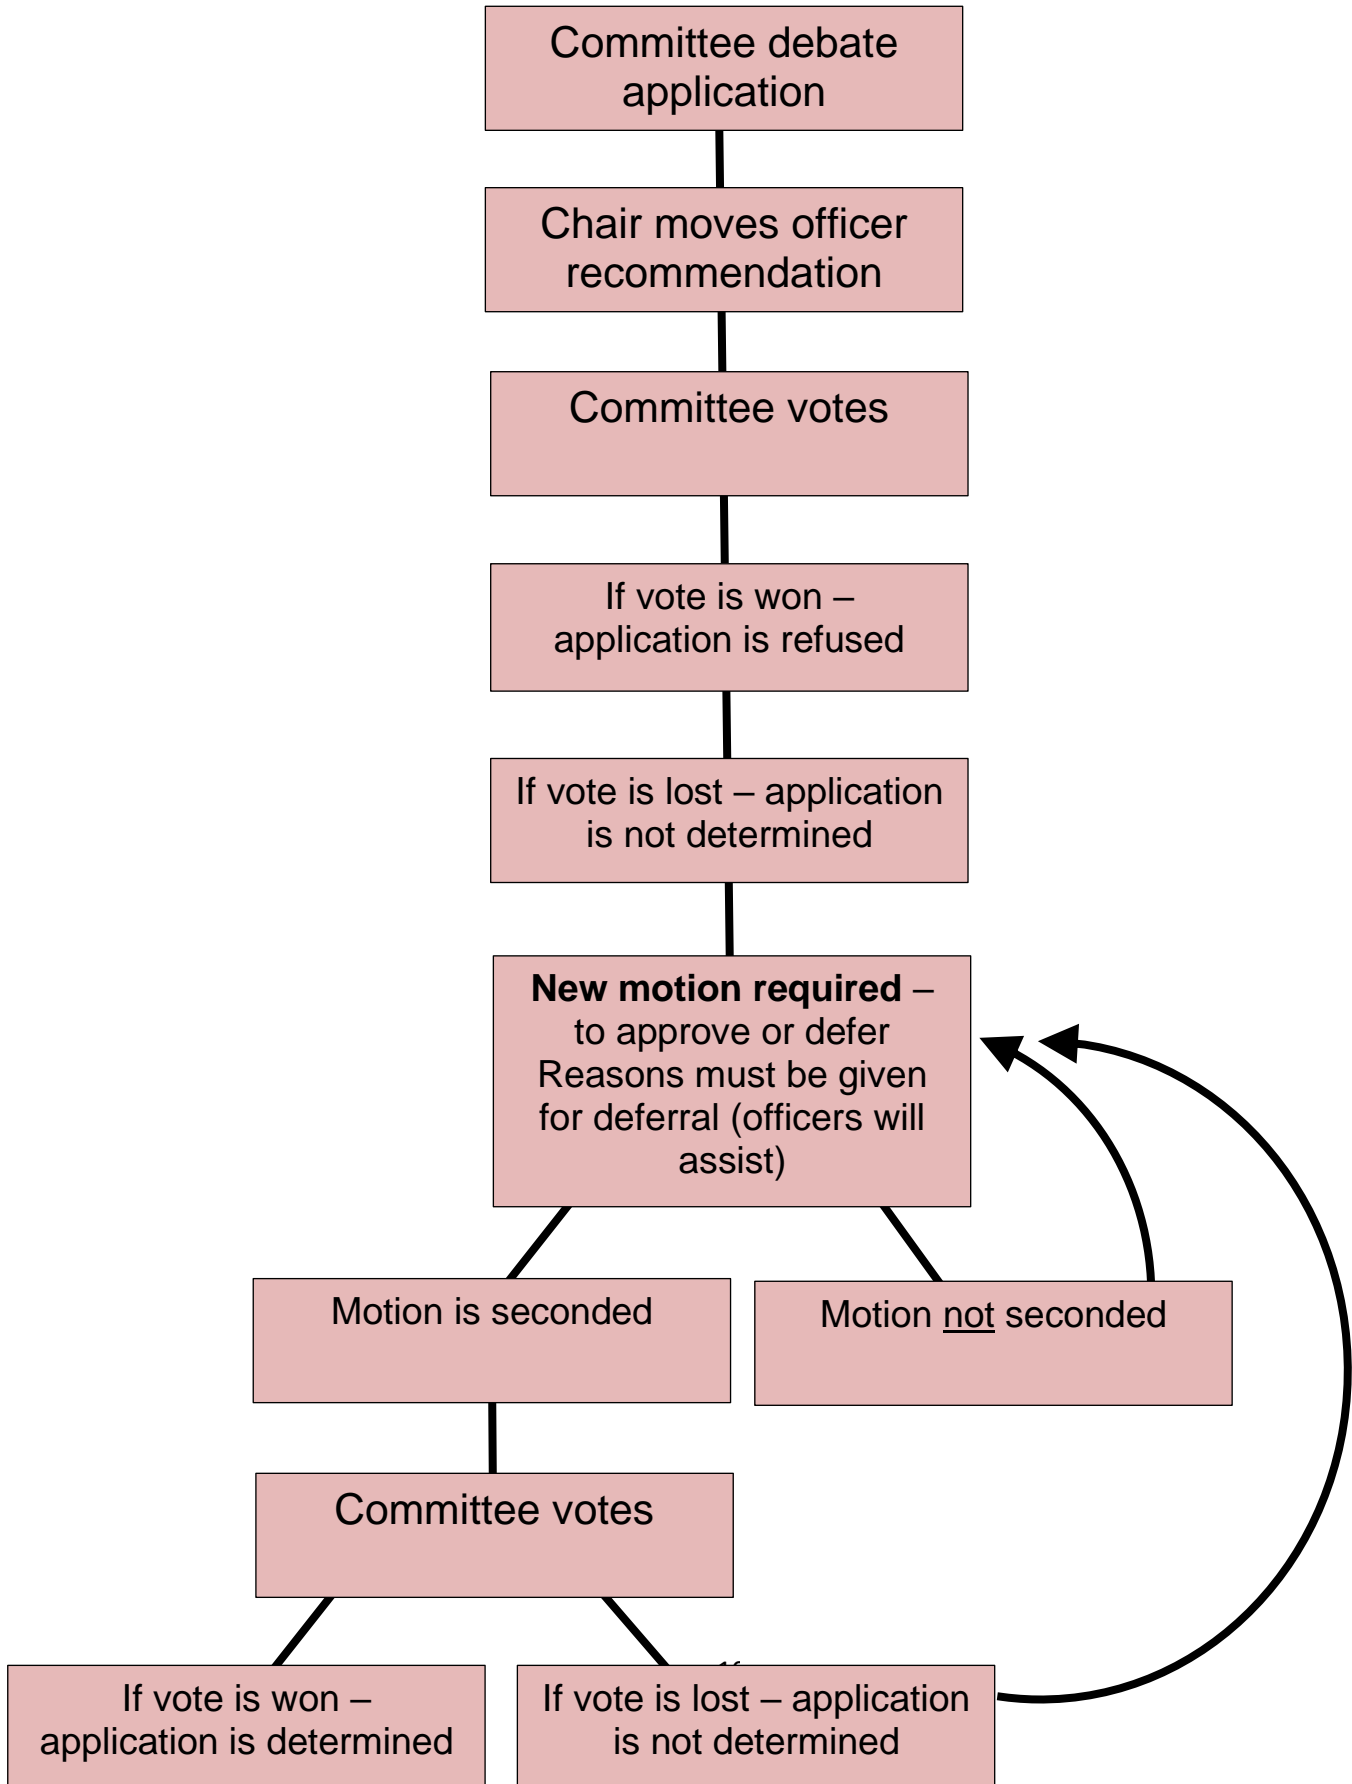 Committee debate
application
Chair moves officer
recommendation
Committee votes
If vote is won –
application is refused
If vote is lost – application
is not determined
New motion required –
to approve or defer
Reasons must be given
for deferral (officers will
assist)
Motion is seconded
Motion not seconded
Committee votes
If vote is won –
application is determined
If vote is lost – application
is not determined